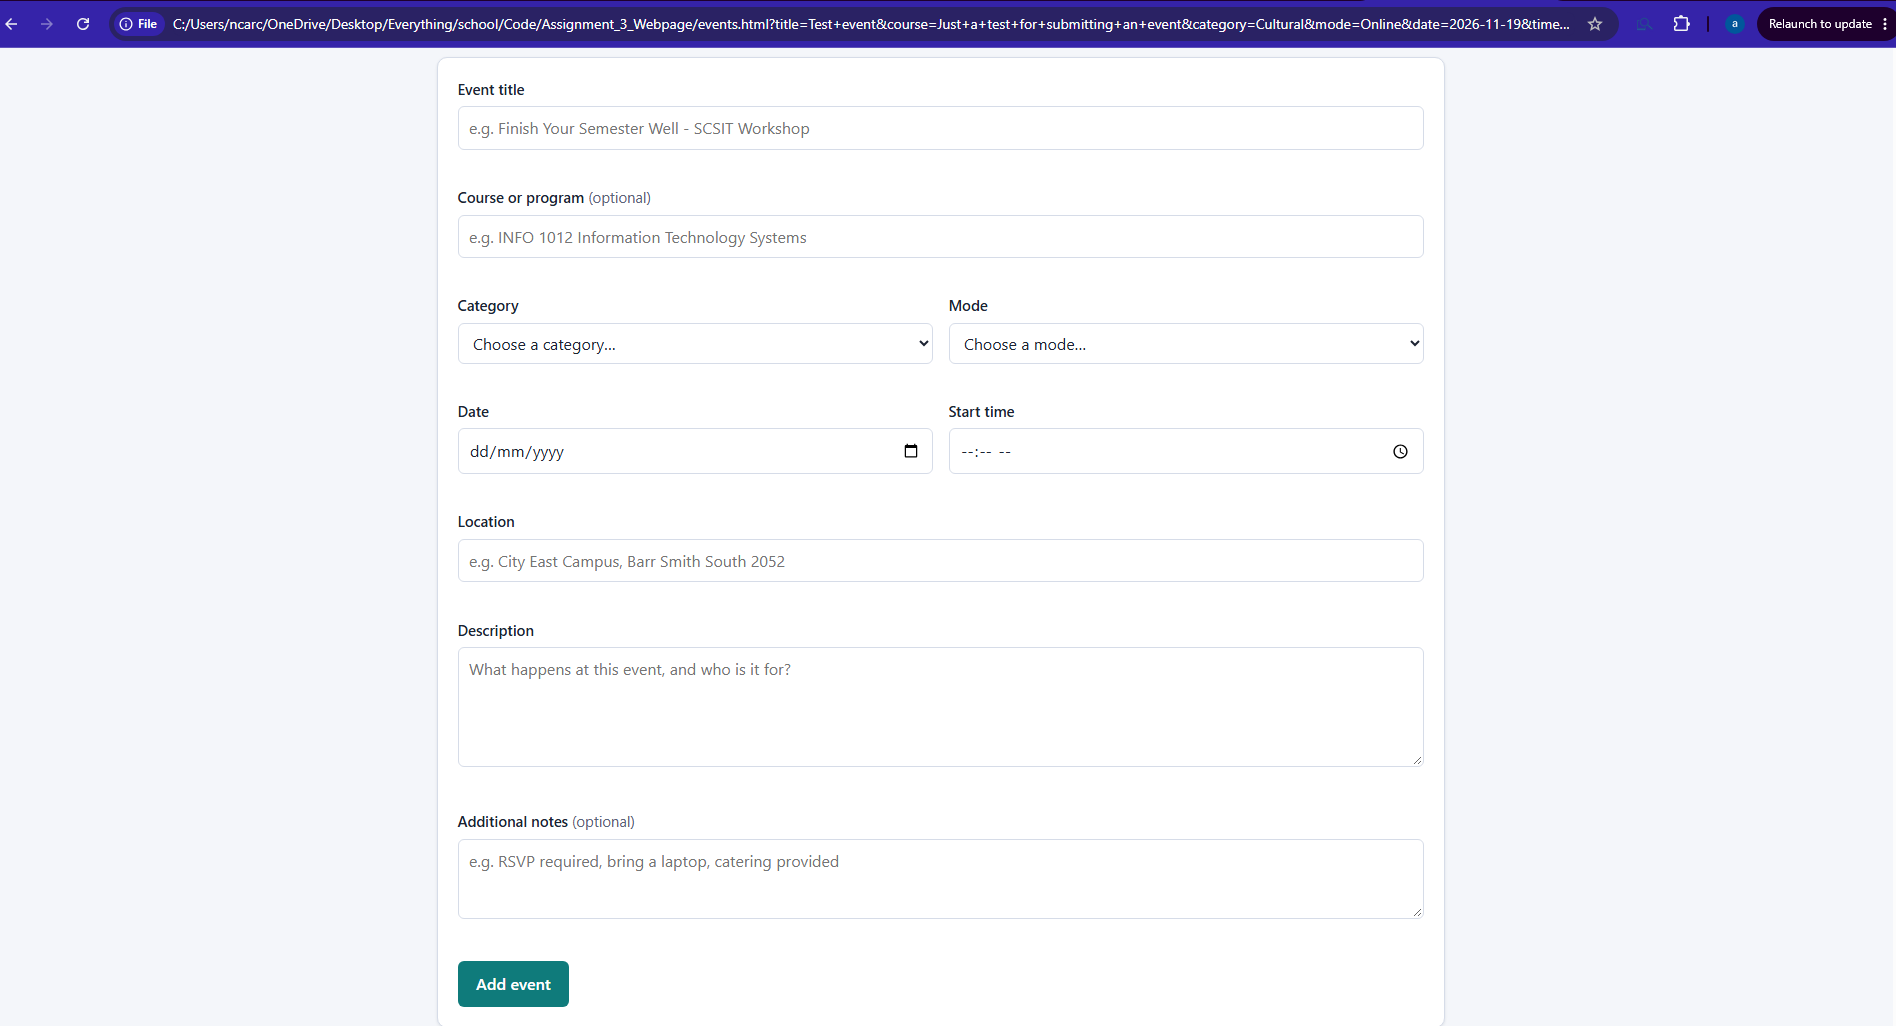 File C:/Users/ncarc/OneDrive/Desktop/Everything/school/Code/Assignment_3_Webpage/events.html?title=Test+event&course=Just+a+test+for+submitting+an+event&category=Cultural&mode=Online&date=2026-11-19&time... a Relaunch to update
Event title
e.g. Finish Your Semester Well - SCSIT Workshop
Course or program (optional)
e.g. INFO 1012 Information Technology Systems
Category Mode
Choose a category... Choose a mode...
Date Start time
dd/mm/yyyy --:-- --
Location
e.g. City East Campus, Barr Smith South 2052
Description
What happens at this event, and who is it for?
Additional notes (optional)
e.g. RSVP required, bring a laptop, catering provided
Add event